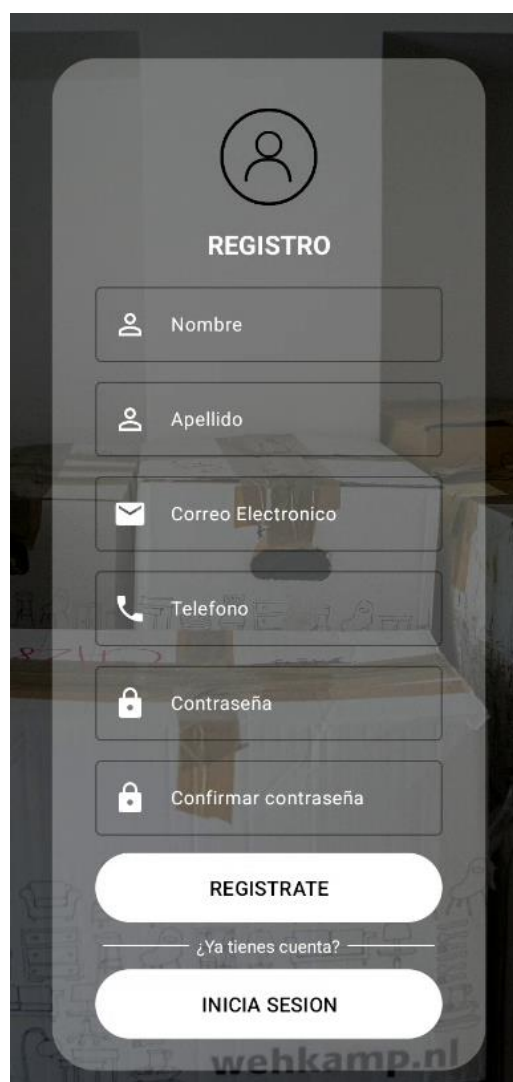 REGISTRO
Nombre
Apellido
Correo Electronico
Telefono
Contraseña
Confirmar contraseña
REGISTRATE
¿Ya tienes cuenta?
INICIA SESION
wehkamp.nl